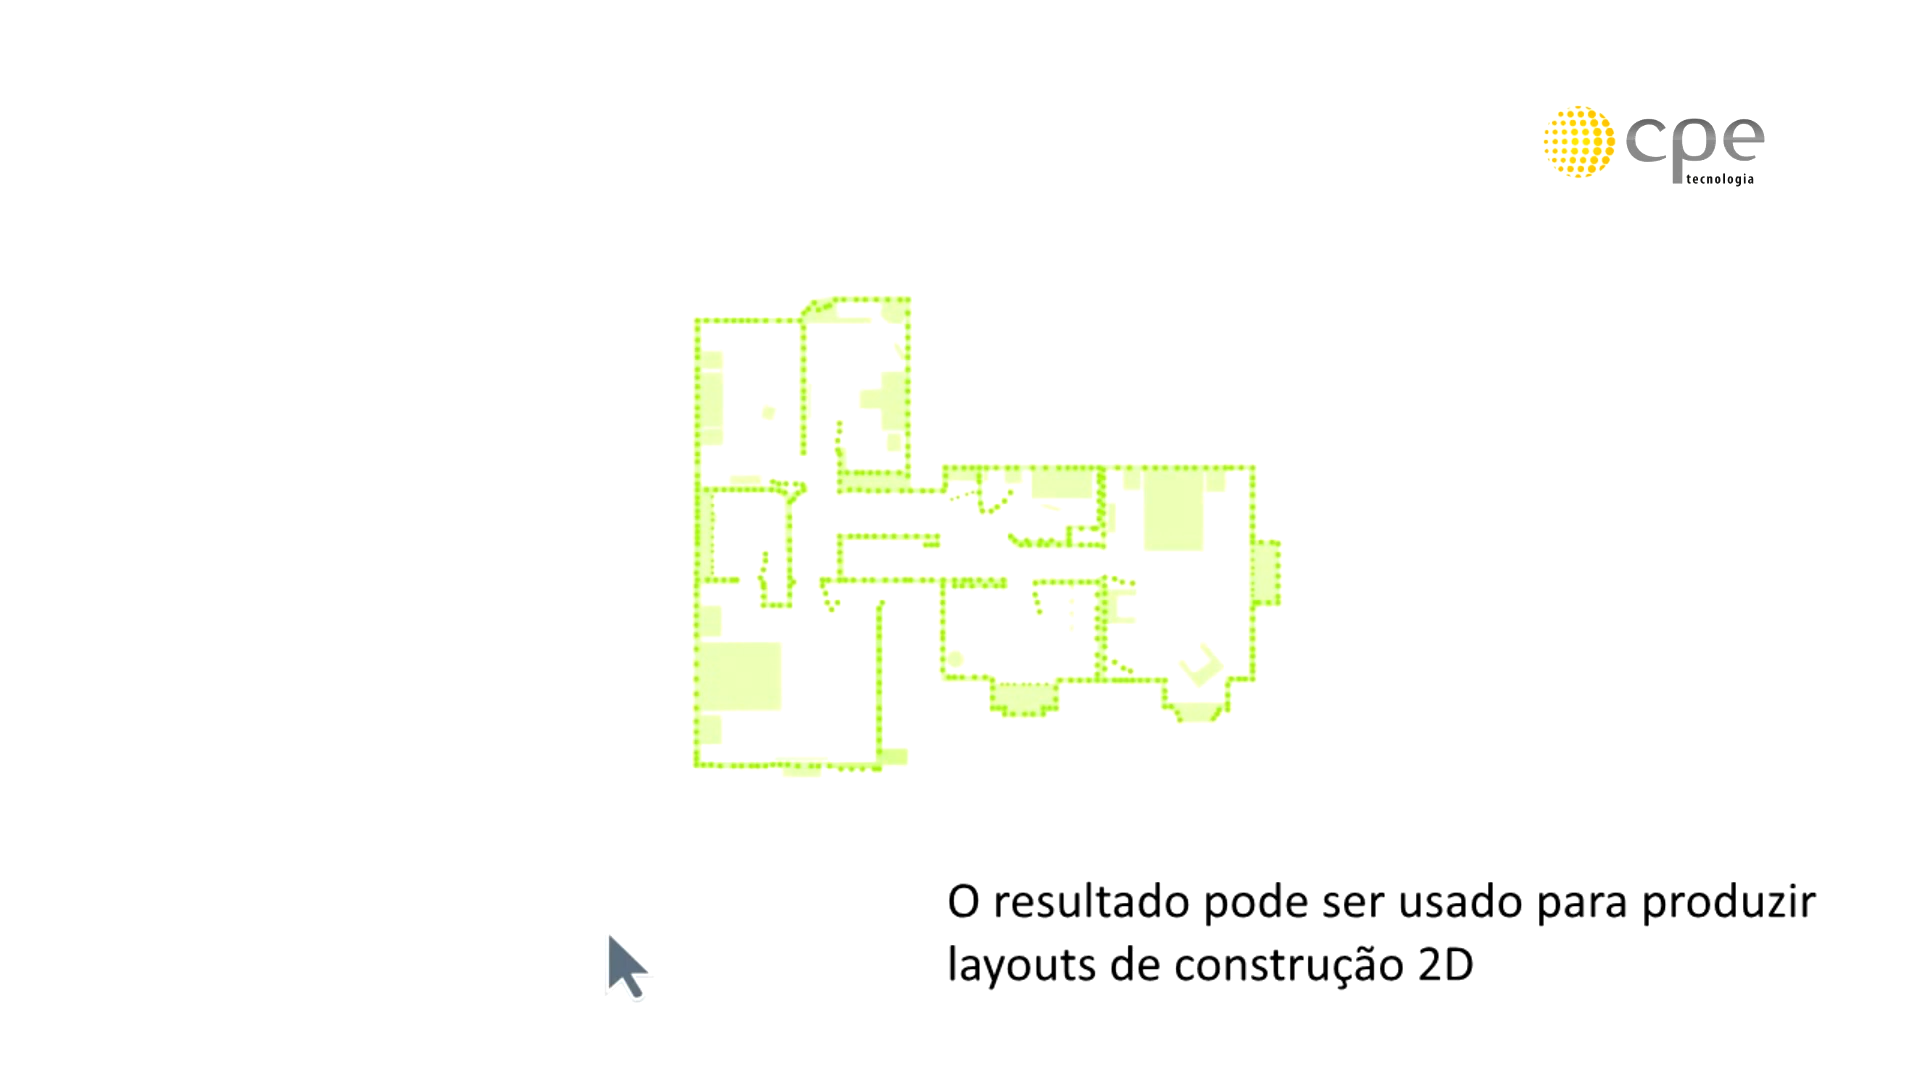 cpe
tecnologia
O resultado pode ser usado para produzir
layouts de construção 2D